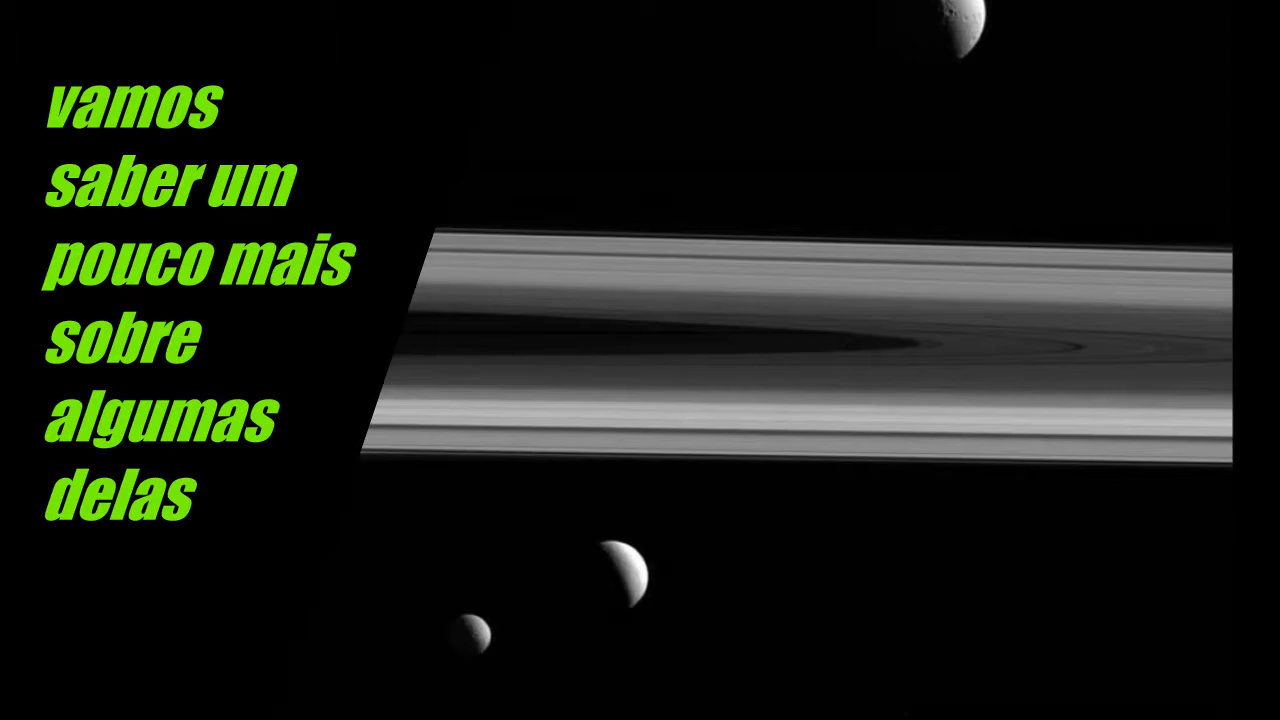 vamos
saber um
pouco mais
sobre
algumas
delas